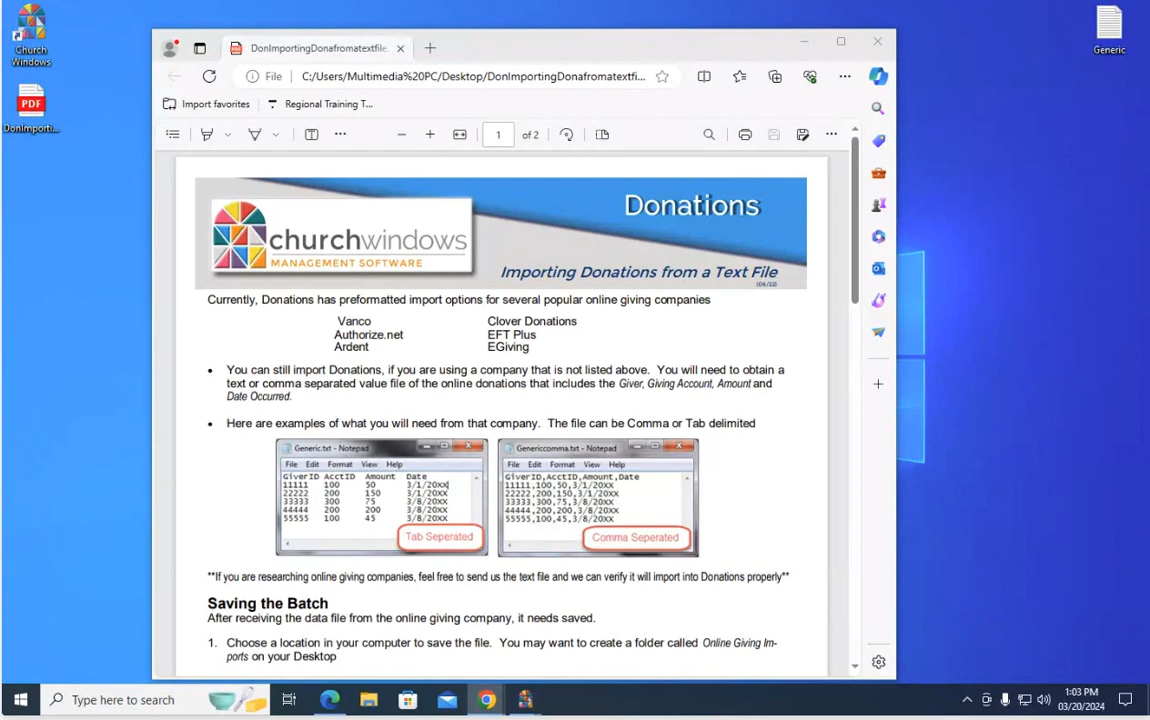 Church
Windows
PDF
DonImporti...
Generic
DonImportingDonafromatextfile.
File
C:/Users/Multimedia%20PC/Desktop/DonImportingDonafromatextfi...
Import favorites
Regional Training T...
1
of 2
Donations
churchwindows
MANAGEMENT SOFTWARE
Importing Donations from a Text File
Currently, Donations has preformatted import options for several popular online giving companies
Vanco
Clover Donations
Authorize.net
EFT Plus
Ardent
EGiving
• You can still import Donations, if you are using a company that is not listed above. You will need to obtain a
text or comma separated value file of the online donations that includes the Giver, Giving Account, Amount and
Date Occurred.
• Here are examples of what you will need from that company. The file can be Comma or Tab delimited
Generic.txt - Notepad
File Edit Format View Help
GiverID AcctID Amount Date
11111 100 50 3/1/20XX
22222 200 150 3/1/20XX
33333 300 75 3/8/20XX
44444 200 200 3/8/20XX
55555 100 45 3/8/20XX
Tab Seperated
Genericcomma.txt - Notepad
File Edit Format View Help
GiverID,AcctID,Amount,Date
11111,100,50,3/1/20XX
22222,200,150,3/1/20XX
33333,300,75,3/8/20XX
44444,200,200,3/8/20XX
55555,100,45,3/8/20XX
Comma Seperated
**If you are researching online giving companies, feel free to send us the text file and we can verify it will import into Donations properly**
Saving the Batch
After receiving the data file from the online giving company, it needs saved.
1. Choose a location in your computer to save the file. You may want to create a folder called Online Giving Im-
ports on your Desktop
Type here to search
1:03 PM
03/20/2024